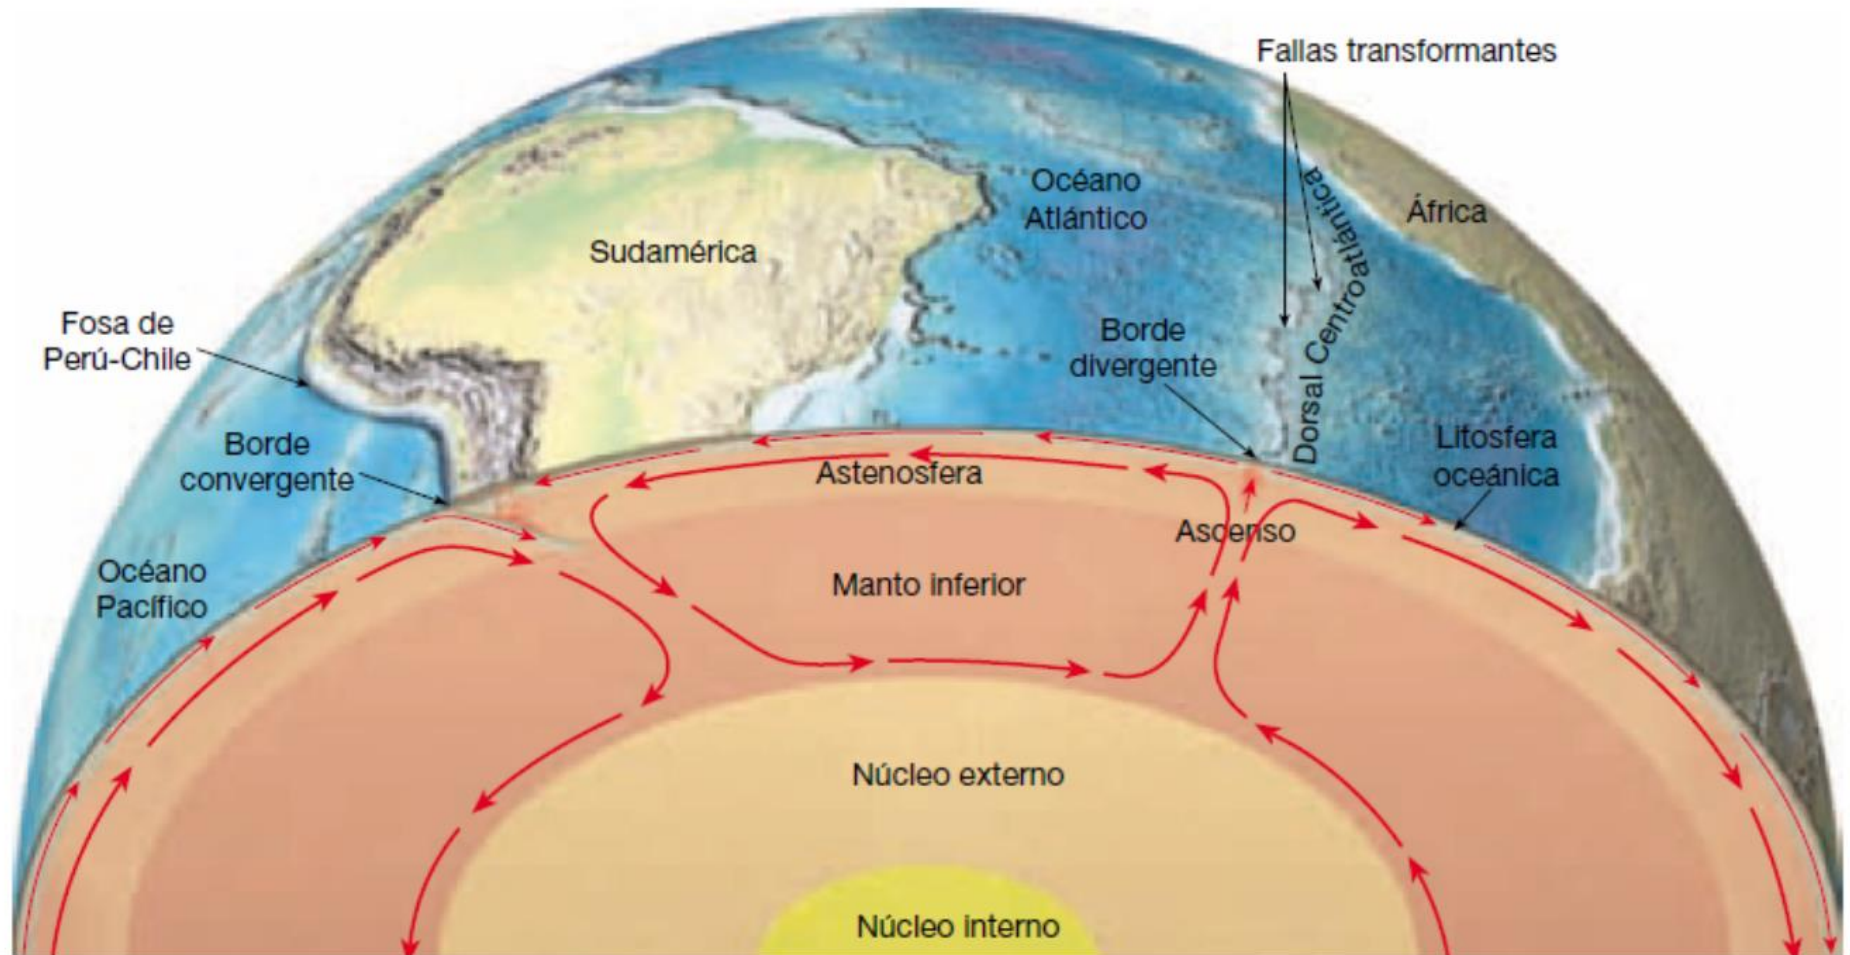 Fallas transformantes
Océano
Atlántico
África
Sudamérica
Dorsal Centroatlántica
Fosa de
Perú-Chile
Borde
divergente
Borde
convergente
Litosfera
oceánica
Astenosfera
Ascenso
Océano
Pacífico
Manto inferior
Núcleo externo
Núcleo interno